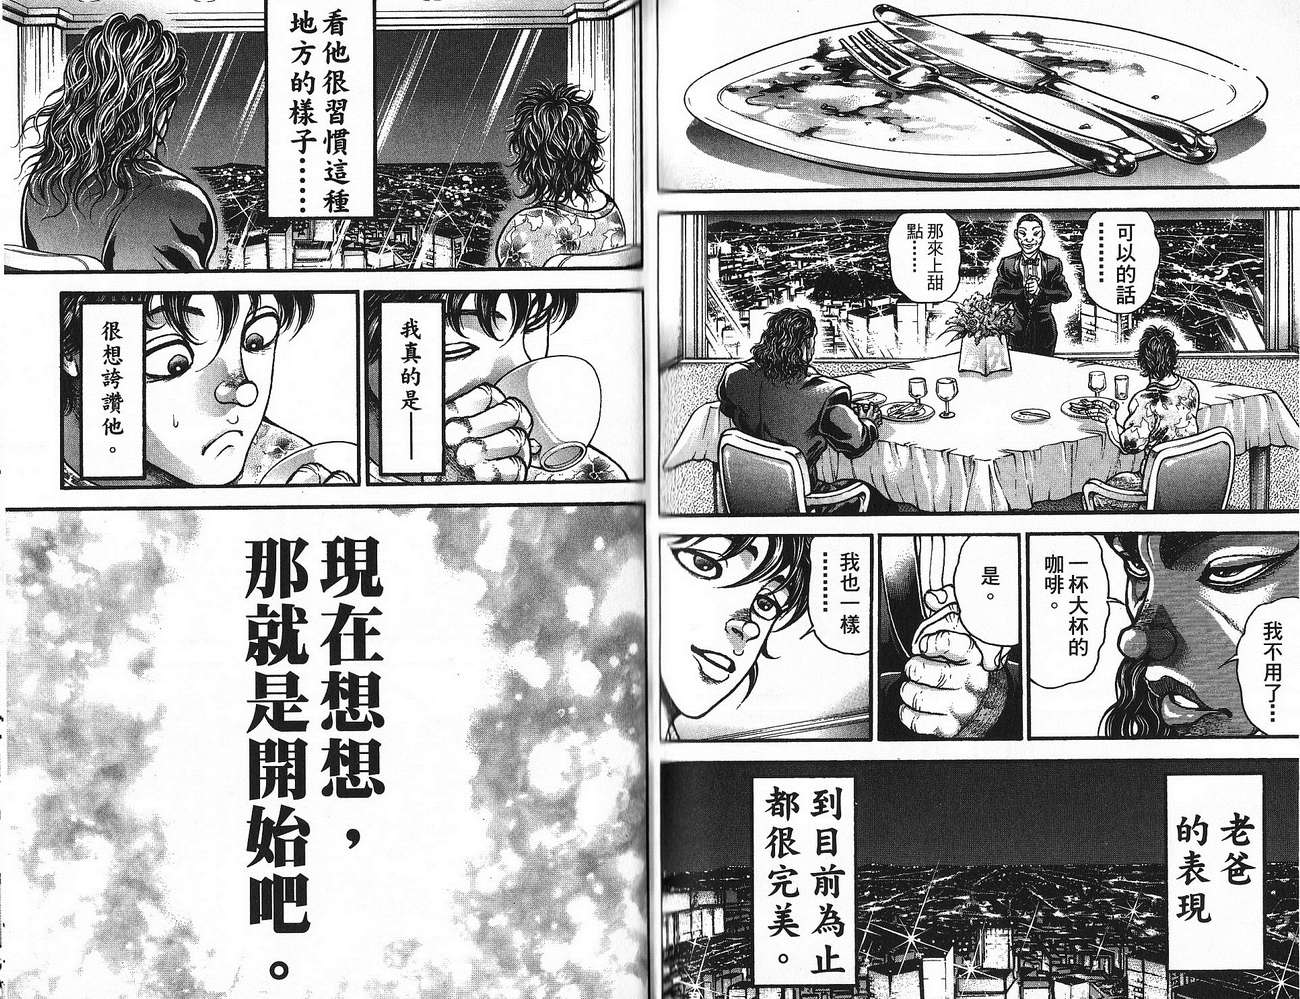 可以的話
…………
那來上甜
點……
我不用了…
一杯大杯的
咖啡。
是。
我也一樣
…………
老爸
的表現
到目前為止
都很完美。
看他很習慣這種
地方的樣子……
我真的是——
很想誇讚他。
現在想想，
那就是開始吧。